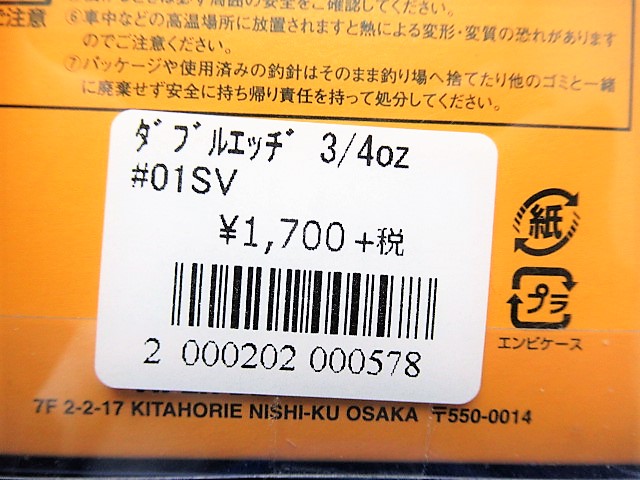 必ず周囲の安全をご確認してください。
ご注意
⑥車中などの高温場所に放置されますと熱による変形・変質の恐れがあります
のでご注意ください。
⑦パッケージや使用済みの釣針はそのまま釣り場へ捨てたり他のゴミと一緒
に廃棄せず安全に持ち帰り責任を持って処分してください。
ﾀﾞﾌﾞﾙｴｯﾁﾞ 3/4oz
#01SV
¥1,700+税
2 000202 000578
紙
プラ
エンビケース
7F 2-2-17 KITAHORIE NISHI-KU OSAKA 〒550-0014